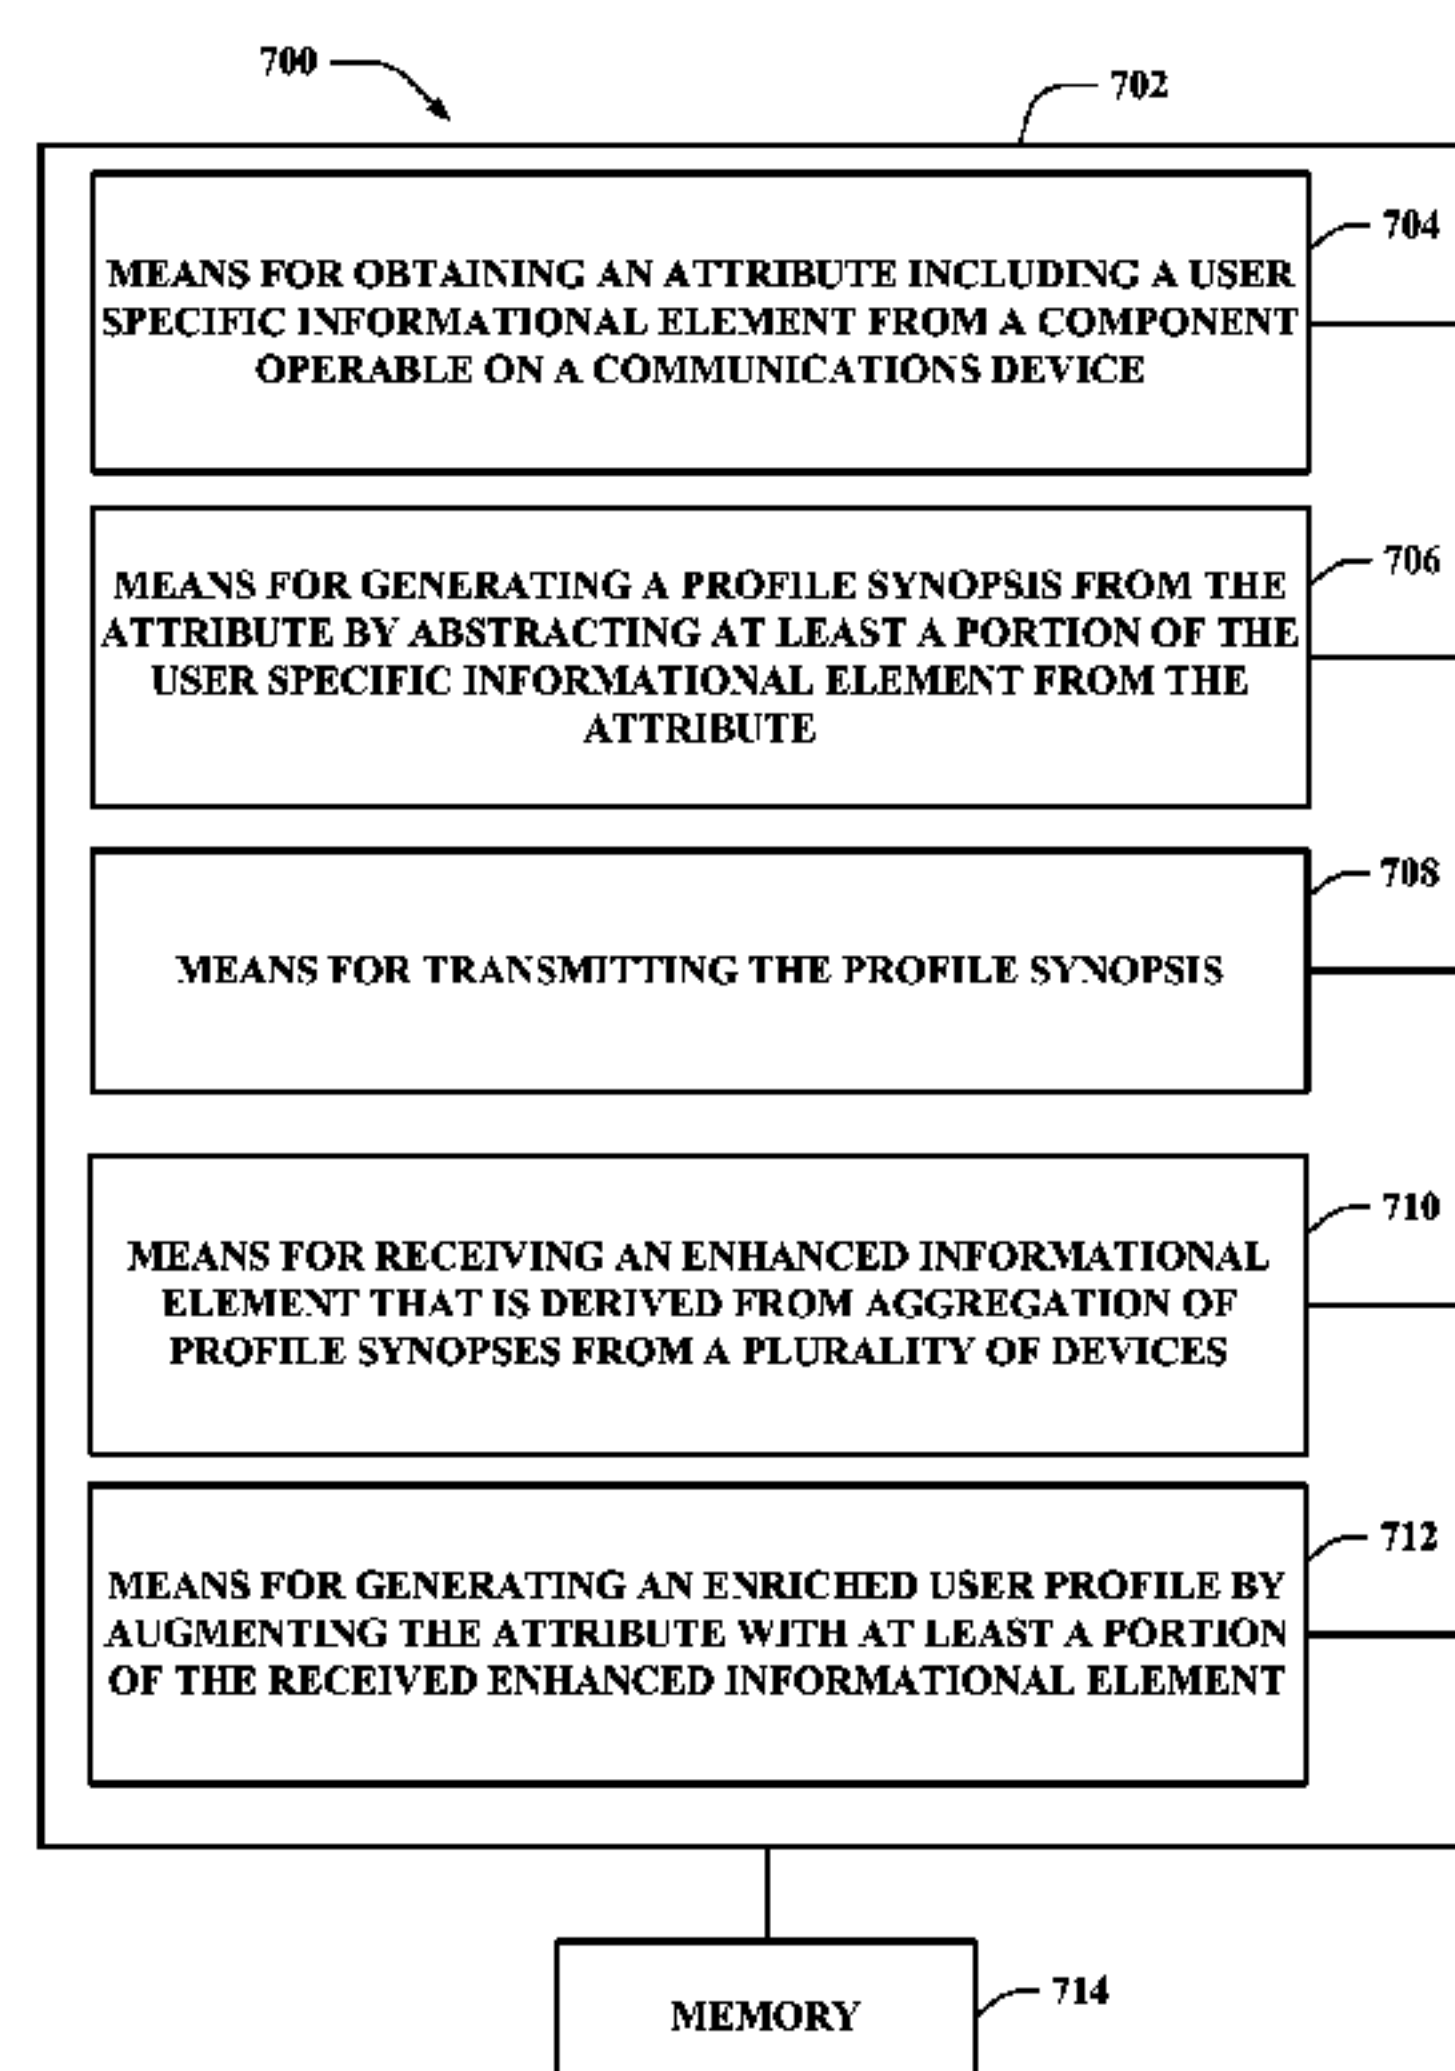 700
702
704
MEANS FOR OBTAINING AN ATTRIBUTE INCLUDING A USER
SPECIFIC INFORMATIONAL ELEMENT FROM A COMPONENT
OPERABLE ON A COMMUNICATIONS DEVICE
706
MEANS FOR GENERATING A PROFILE SYNOPSIS FROM THE
ATTRIBUTE BY ABSTRACTING AT LEAST A PORTION OF THE
USER SPECIFIC INFORMATIONAL ELEMENT FROM THE
ATTRIBUTE
708
MEANS FOR TRANSMITTING THE PROFILE SYNOPSIS
710
MEANS FOR RECEIVING AN ENHANCED INFORMATIONAL
ELEMENT THAT IS DERIVED FROM AGGREGATION OF
PROFILE SYNOPSES FROM A PLURALITY OF DEVICES
712
MEANS FOR GENERATING AN ENRICHED USER PROFILE BY
AUGMENTING THE ATTRIBUTE WITH AT LEAST A PORTION
OF THE RECEIVED ENHANCED INFORMATIONAL ELEMENT
714
MEMORY